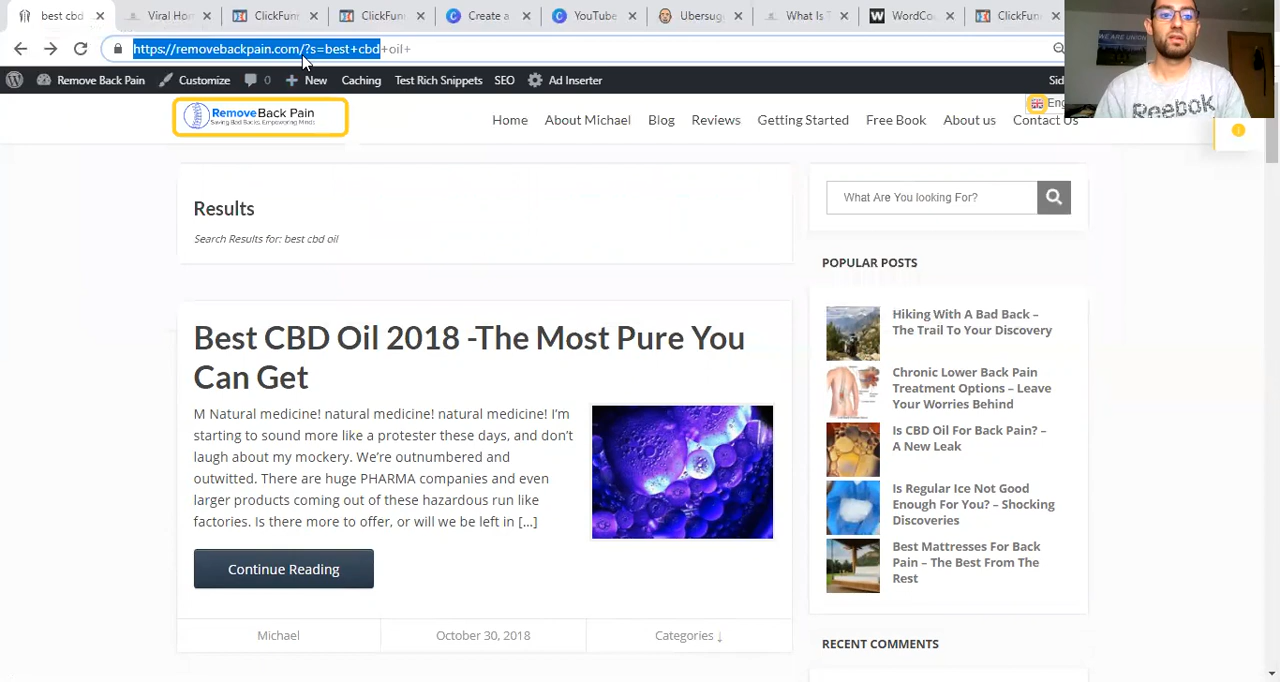 best cbd
Viral Hom
ClickFunn
ClickFunn
Create a
YouTube
Ubersug
What Is T
WordCou
ClickFunn
https://removebackpain.com/?s=best+cbd+oil+
Remove Back Pain
Customize
0
New
Caching
Test Rich Snippets
SEO
Ad Inserter
Sid
Remove Back Pain
Saving Bad Backs, Empowering Minds
Home
About Michael
Blog
Reviews
Getting Started
Free Book
About us
Contact Us
Eng
WE ARE UNION
Reebok
Results
Search Results for: best cbd oil
What Are You looking For?
Best CBD Oil 2018 -The Most Pure You
Can Get
M Natural medicine! natural medicine! natural medicine! I'm
starting to sound more like a protester these days, and don't
laugh about my mockery. We're outnumbered and
outwitted. There are huge PHARMA companies and even
larger products coming out of these hazardous run like
factories. Is there more to offer, or will we be left in [...]
Continue Reading
Michael
October 30, 2018
Categories ↓
POPULAR POSTS
Hiking With A Bad Back –
The Trail To Your Discovery
Chronic Lower Back Pain
Treatment Options – Leave
Your Worries Behind
Is CBD Oil For Back Pain? –
A New Leak
Is Regular Ice Not Good
Enough For You? – Shocking
Discoveries
Best Mattresses For Back
Pain – The Best From The
Rest
RECENT COMMENTS